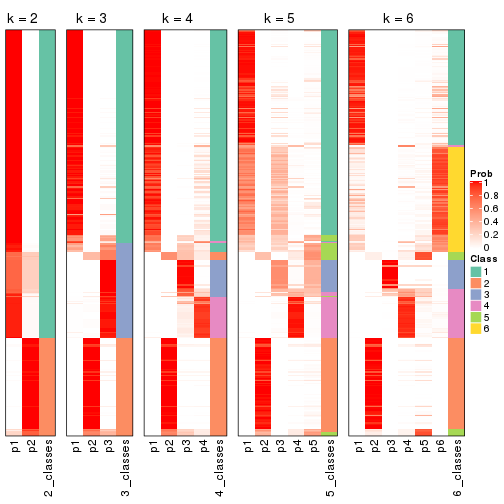 k = 2
k = 3
k = 4
k = 5
k = 6
Prob
1
0.8
0.6
0.4
0.2
0
Class
1
2
3
4
5
6
p1
p2
2_classes
p1
p2
p3
3_classes
p1
p2
p3
p4
4_classes
p1
p2
p3
p4
p5
5_classes
p1
p2
p3
p4
p5
p6
6_classes